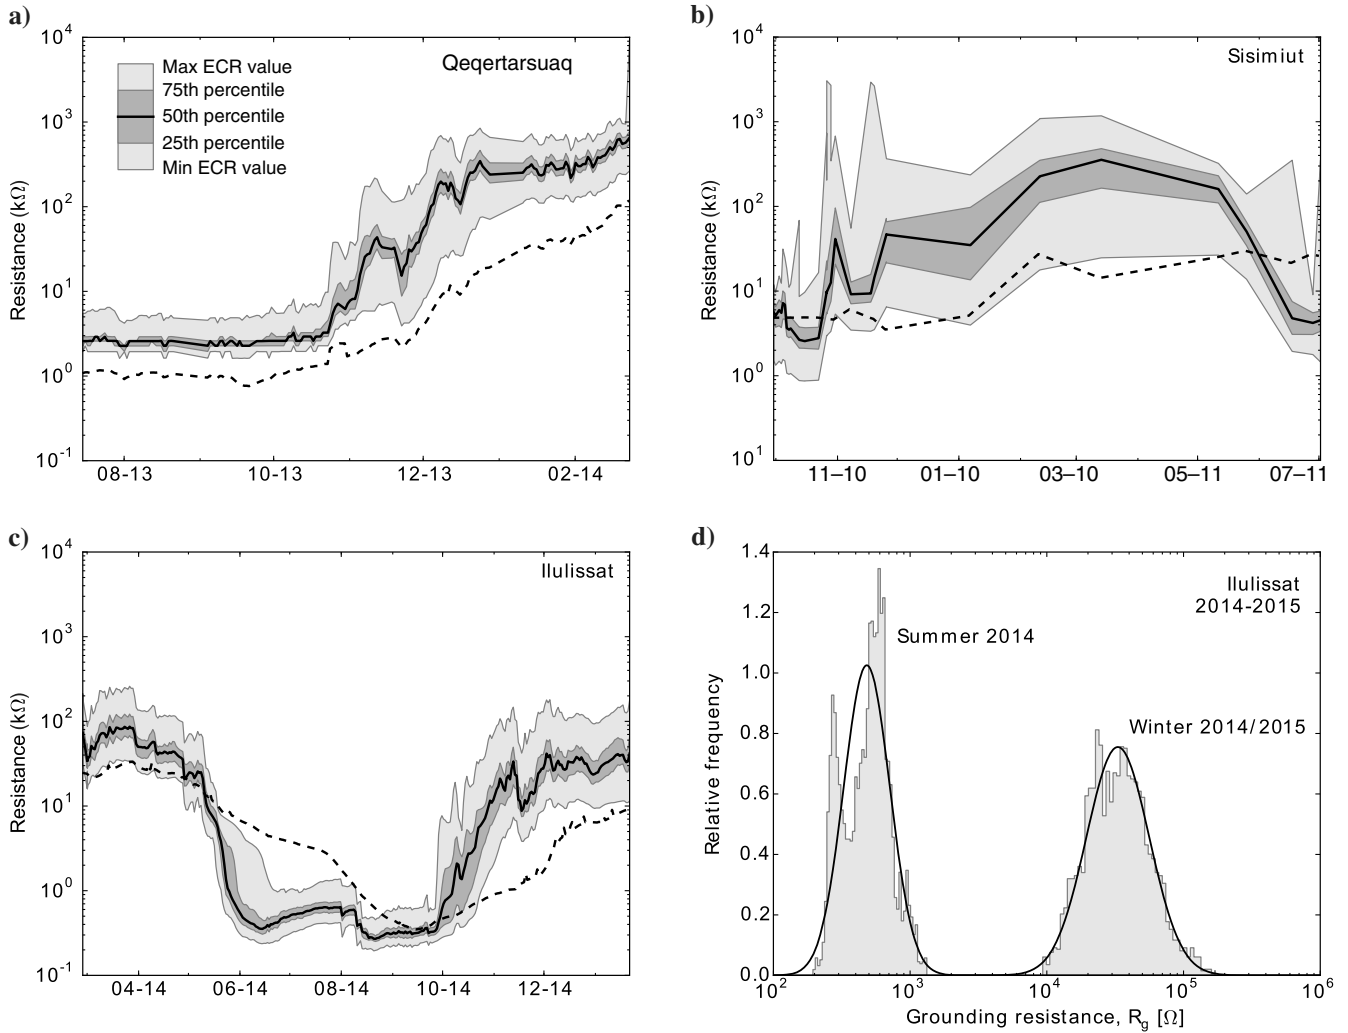 a)
10^4
10^3
10^2
10^1
10^0
10^-1
Resistance (kΩ)
Qeqertarsuaq
Max ECR value
75th percentile
50th percentile
25th percentile
Min ECR value
08-13
10-13
12-13
02-14
b)
10^4
10^3
10^2
10^1
10^0
10^1
Resistance (kΩ)
Sisimiut
11–10
01–10
03–10
05–11
07–11
c)
10^4
10^3
10^2
10^1
10^0
10^-1
Resistance (kΩ)
Ilulissat
04-14
06-14
08-14
10-14
12-14
d)
1.4
1.2
1.0
0.8
0.6
0.4
0.2
0.0
Relative frequency
Ilulissat
2014-2015
Summer 2014
Winter 2014/2015
10^2
10^3
10^4
10^5
10^6
Grounding resistance, R_g [Ω]